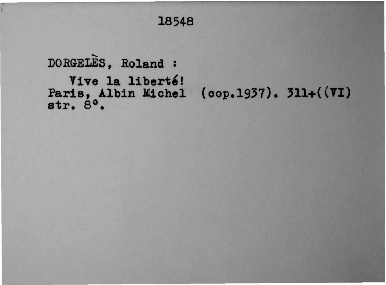 18548
DORGELÈS, Roland :
Vive la liberté!
Paris, Albin Michel (cop.1937). 311+((VI)
str. 8°.